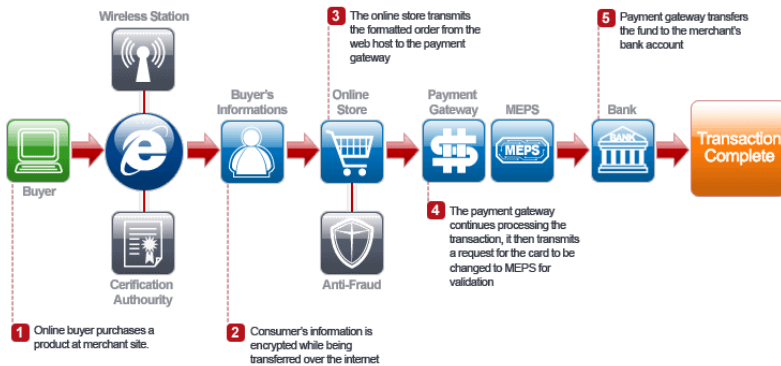 Wireless Station
3
The online store transmits
the formatted order from the
web host to the payment
gateway
5
Payment gateway transfers
the fund to the merchant's
bank account
Buyer's
Informations
Online
Store
Payment
Gateway
MEPS
Bank
e
MEPS
BANK
Transaction
Complete
Buyer
Cerification
Authourity
Anti-Fraud
4
The payment gateway
continues processing the
transaction, it then transmits
a request for the card to be
changed to MEPS for
validation
1
Online buyer purchases a
product at merchant site.
2
Consumer's information is
encrypted while being
transferred over the internet